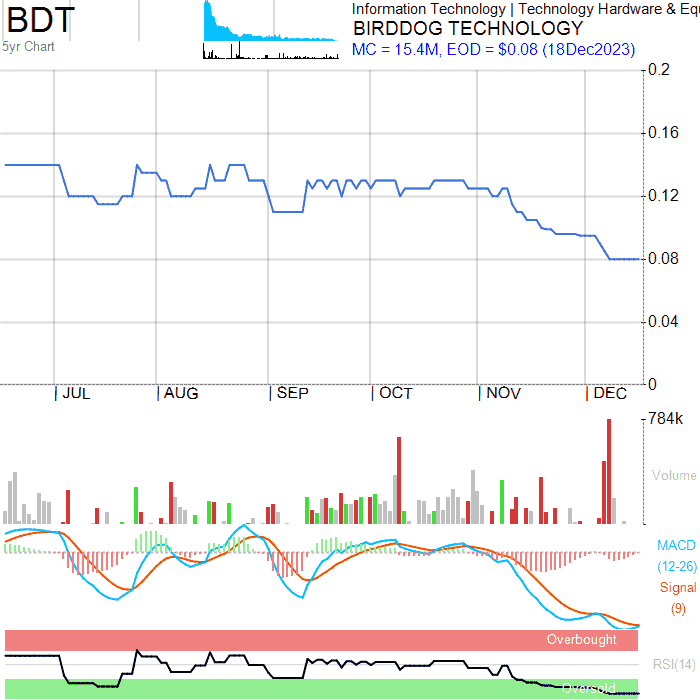 BDT
5yr Chart
Information Technology | Technology Hardware & Equ
BIRDDOG TECHNOLOGY
MC = 15.4M, EOD = $0.08 (18Dec2023)
0.2
0.16
0.12
0.08
0.04
0
| JUL
| AUG
| SEP
| OCT
| NOV
| DEC
784k
Volume
MACD
(12-26)
Signal
(9)
Overbought
RSI(14)
Oversold